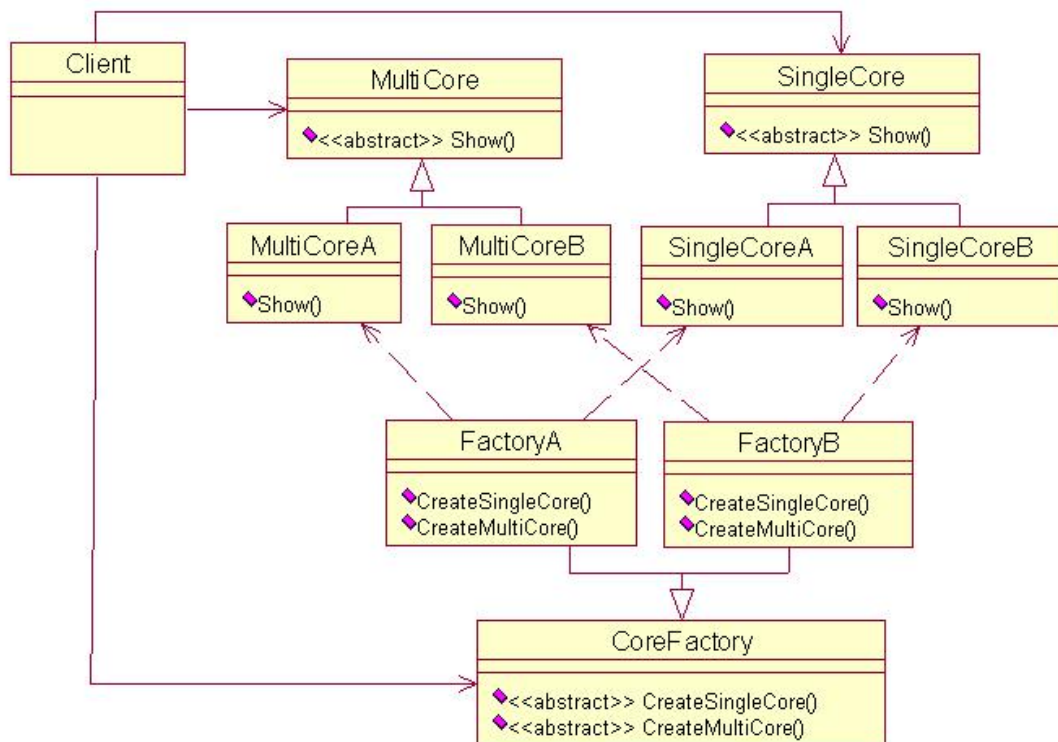 Client
MultiCore
<<abstract>> Show()
SingleCore
<<abstract>> Show()
MultiCoreA
Show()
MultiCoreB
Show()
SingleCoreA
Show()
SingleCoreB
Show()
FactoryA
CreateSingleCore()
CreateMultiCore()
FactoryB
CreateSingleCore()
CreateMultiCore()
CoreFactory
<<abstract>> CreateSingleCore()
<<abstract>> CreateMultiCore()